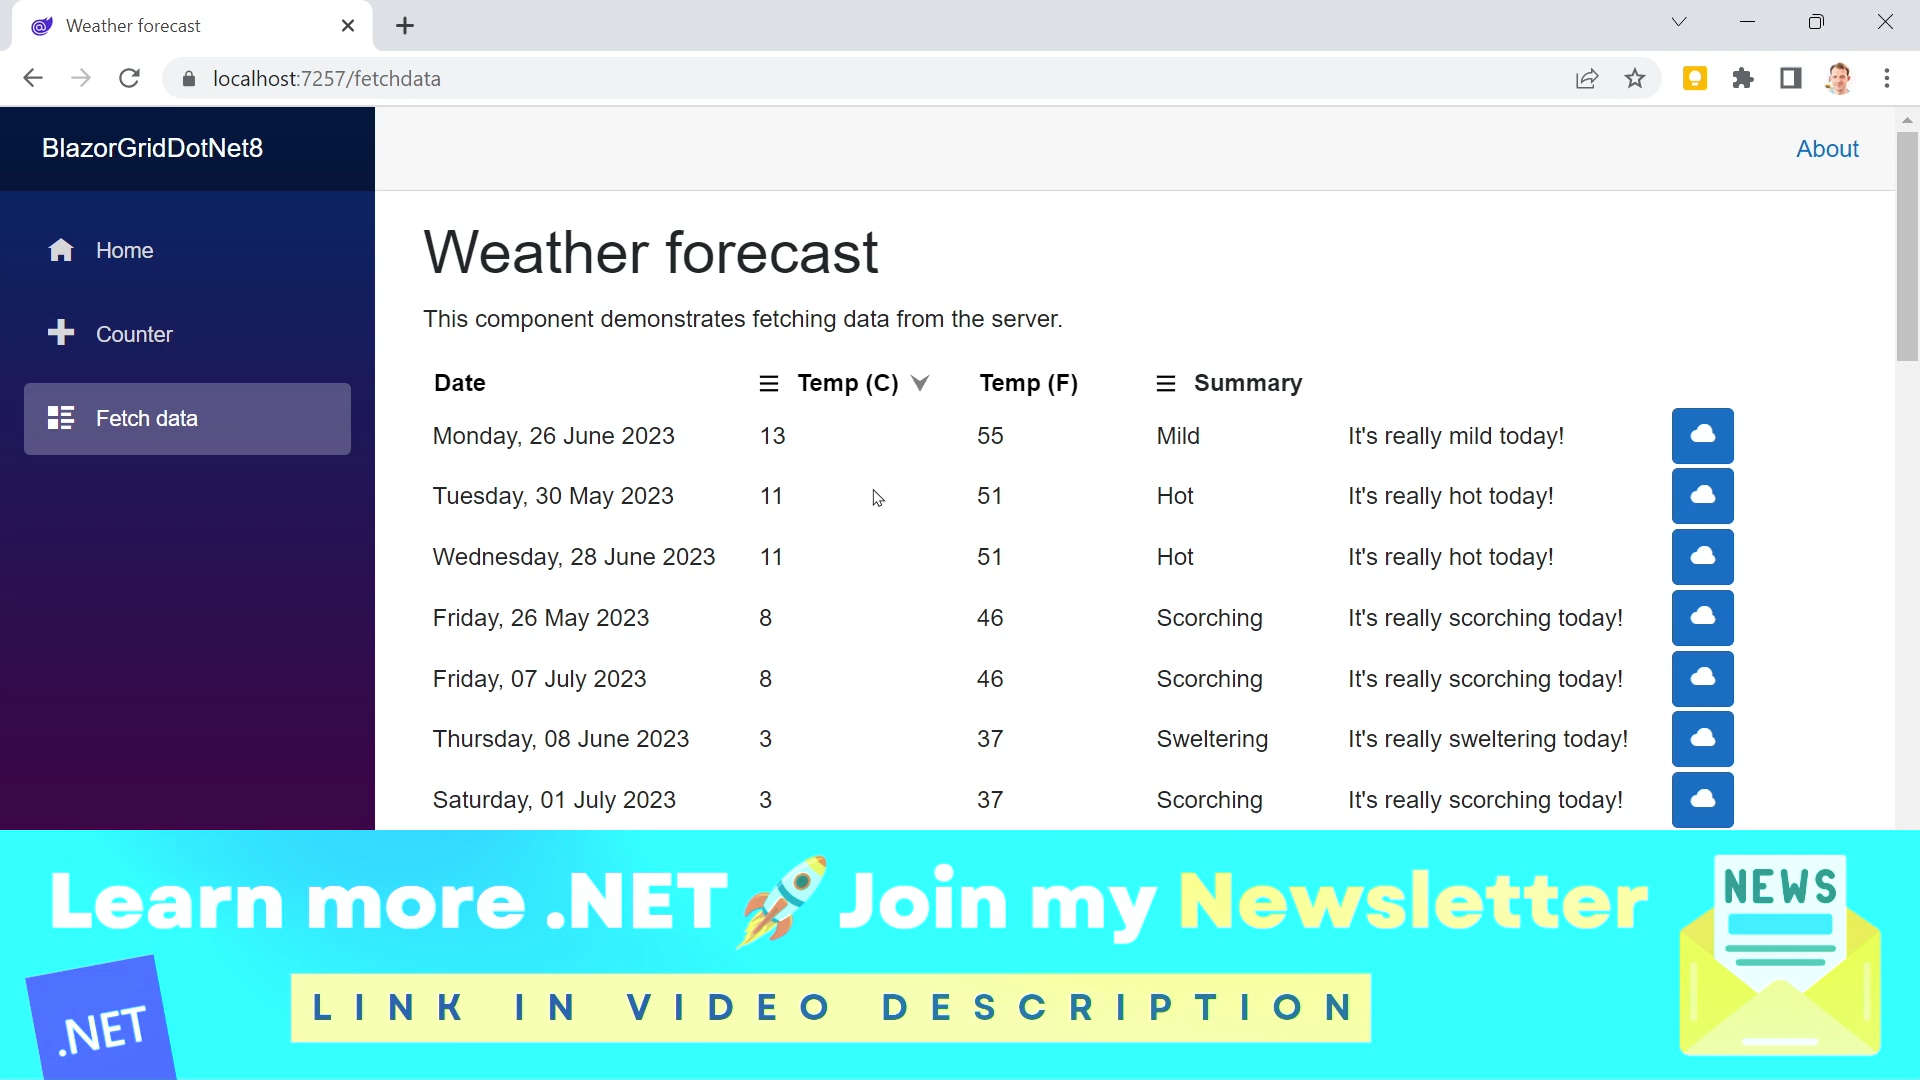 Weather forecast
localhost:7257/fetchdata
BlazorGridDotNet8
About
Home
Counter
Fetch data
Weather forecast
This component demonstrates fetching data from the server.
Date Temp (C) Temp (F) Summary
Monday, 26 June 2023 13 55 Mild It's really mild today!
Tuesday, 30 May 2023 11 51 Hot It's really hot today!
Wednesday, 28 June 2023 11 51 Hot It's really hot today!
Friday, 26 May 2023 8 46 Scorching It's really scorching today!
Friday, 07 July 2023 8 46 Scorching It's really scorching today!
Thursday, 08 June 2023 3 37 Sweltering It's really sweltering today!
Saturday, 01 July 2023 3 37 Scorching It's really scorching today!
Learn more .NET Join my Newsletter
NEWS
LINK IN VIDEO DESCRIPTION
.NET